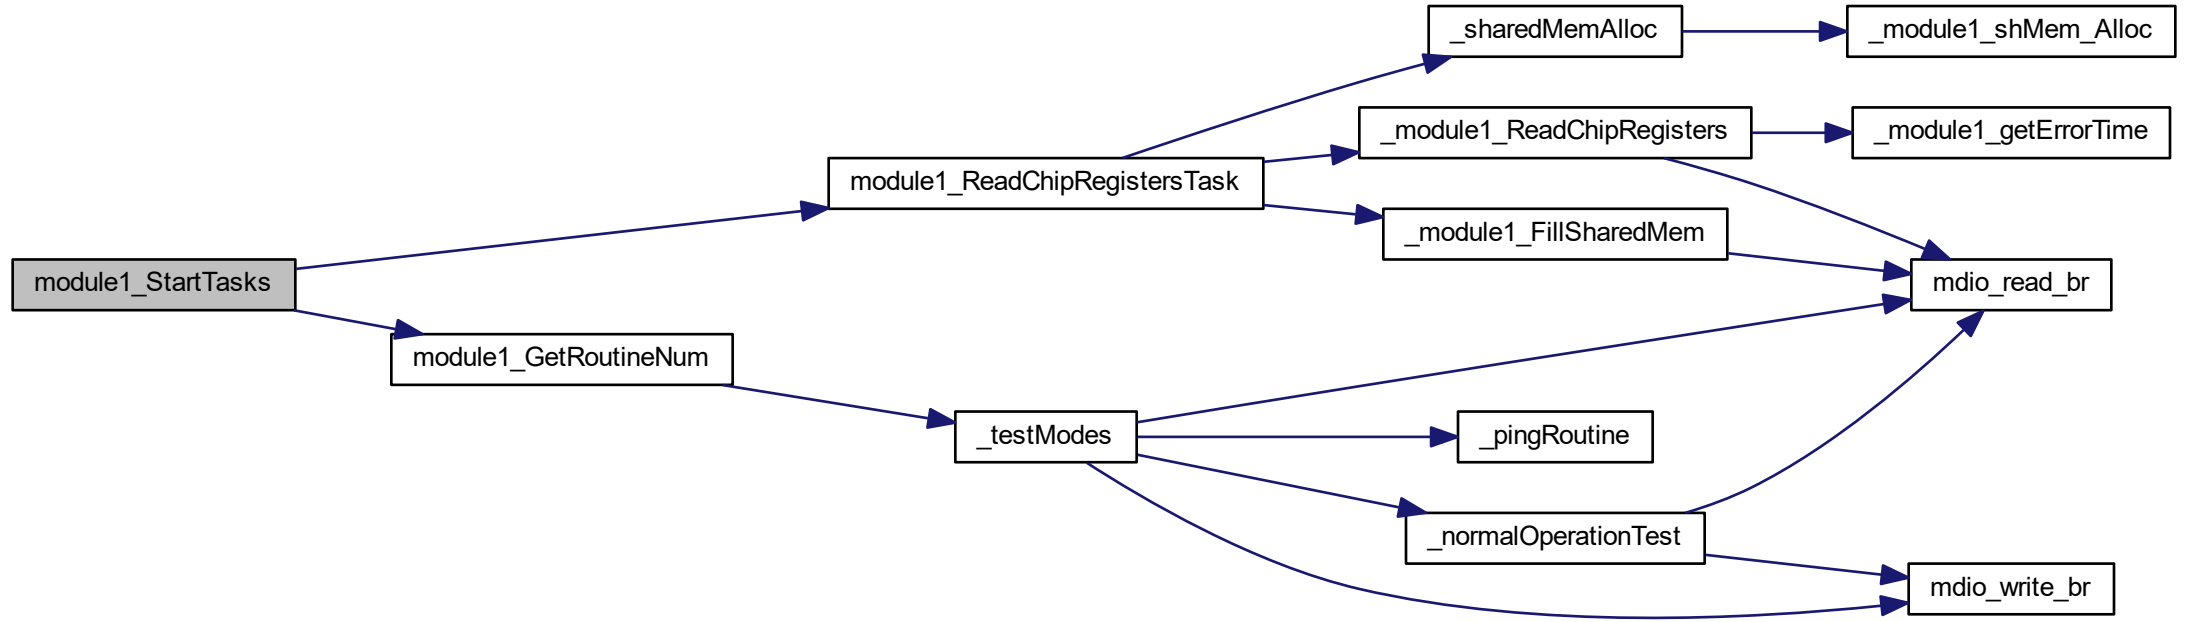 _sharedMemAlloc
_module1_shMem_Alloc
_module1_ReadChipRegisters
_module1_getErrorTime
module1_ReadChipRegistersTask
_module1_FillSharedMem
module1_StartTasks
mdio_read_br
module1_GetRoutineNum
_testModes
_pingRoutine
_normalOperationTest
mdio_write_br